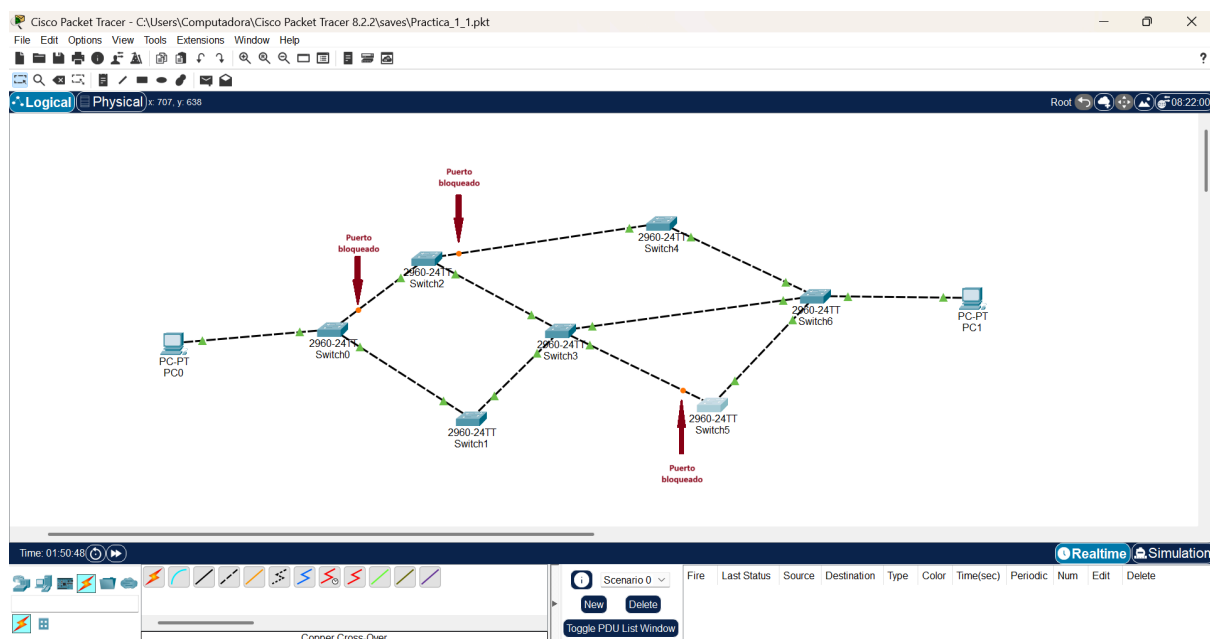 Cisco Packet Tracer - C:\Users\Computadora\Cisco Packet Tracer 8.2.2\saves\Practica_1_1.pkt
File Edit Options View Tools Extensions Window Help
?
Logical Physical x: 707, y: 638 Root 08:22:00
Puerto
bloqueado
Puerto
bloqueado
2960-24TT
Switch4
2960-24TT
Switch2
2960-24TT
Switch6
PC-PT
PC1
2960-24TT
Switch0
2960-24TT
Switch3
PC-PT
PC0
2960-24TT
Switch5
2960-24TT
Switch1
Puerto
bloqueado
Time: 01:50:48 Realtime Simulation
Scenario 0 Fire Last Status Source Destination Type Color Time(sec) Periodic Num Edit Delete
New Delete
Toggle PDU List Window
Copper Cross-Over